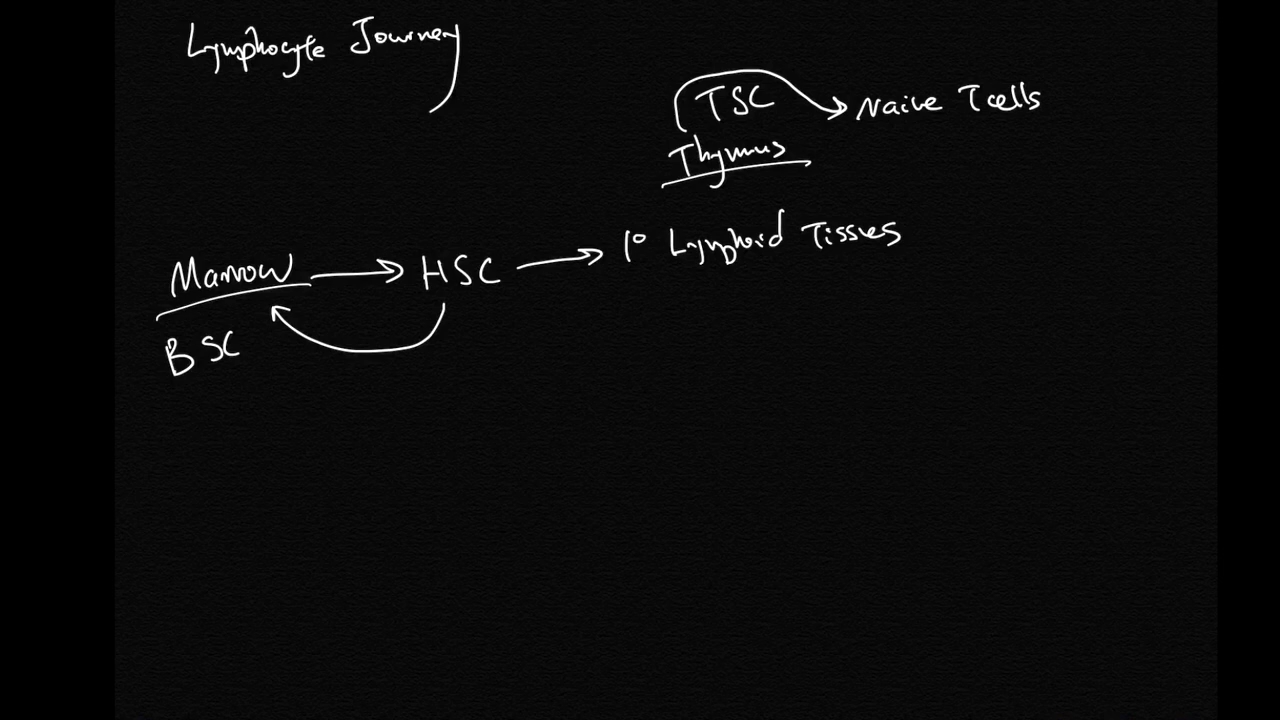 Lymphocyte Journey
TSC → Naive T cells
Thymus
Marrow → HSC → 1° Lymphoid Tissues
BSC